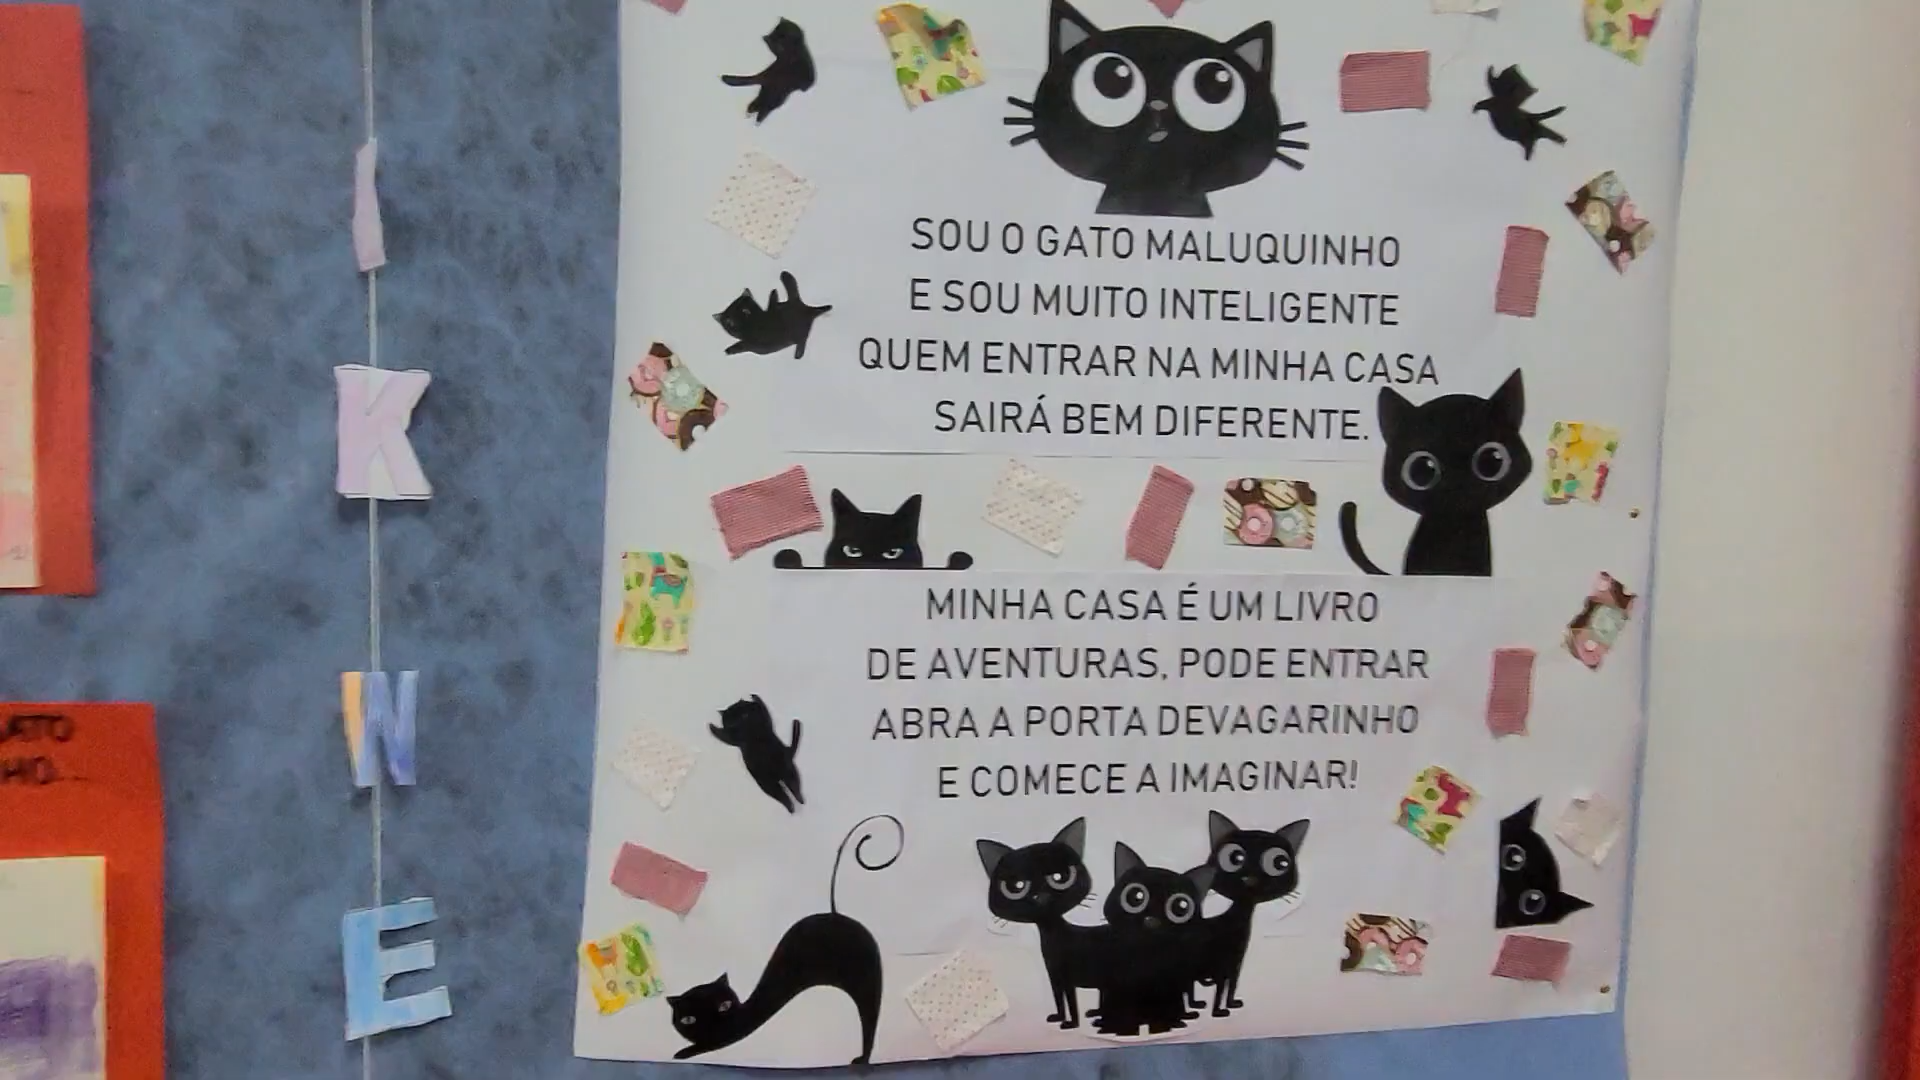 SOU O GATO MALUQUINHO
E SOU MUITO INTELIGENTE
QUEM ENTRAR NA MINHA CASA
SAIRÁ BEM DIFERENTE.
MINHA CASA É UM LIVRO
DE AVENTURAS, PODE ENTRAR
ABRA A PORTA DEVAGARINHO
E COMECE A IMAGINAR!
I
K
N
E